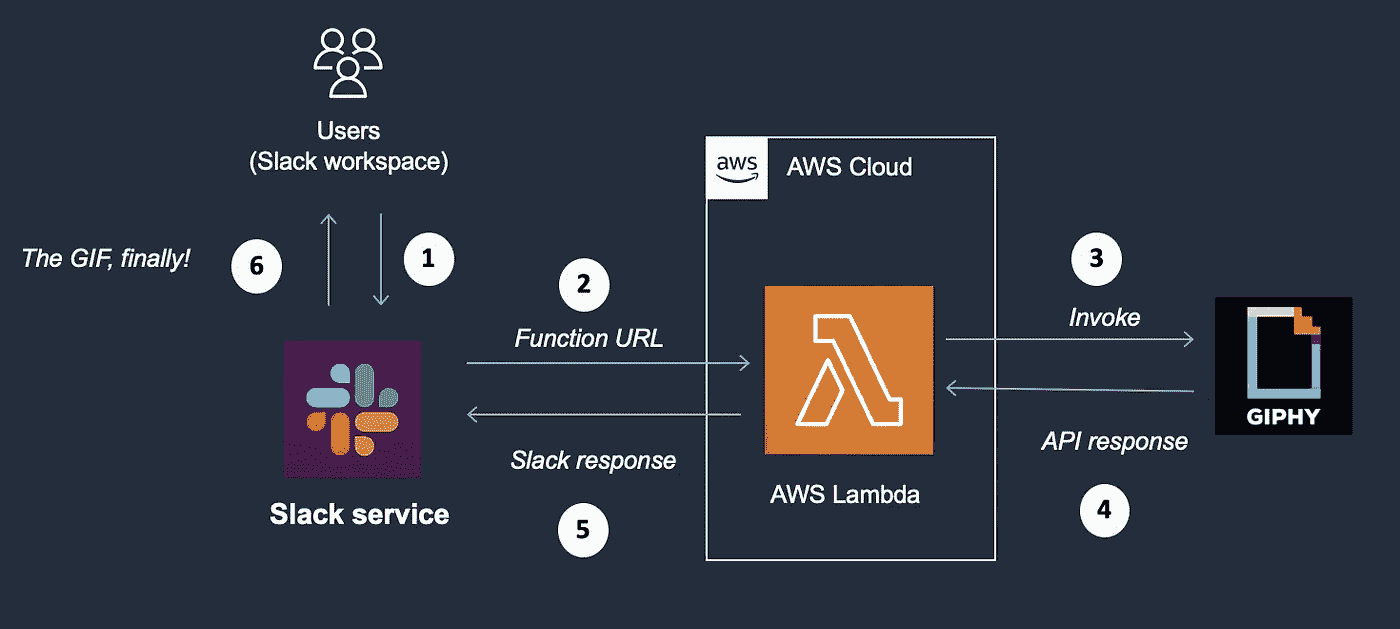 Users
(Slack workspace)
aws
AWS Cloud
The GIF, finally!
6
1
2
3
Function URL
Invoke
GIPHY
Slack response
API response
AWS Lambda
Slack service
5
4